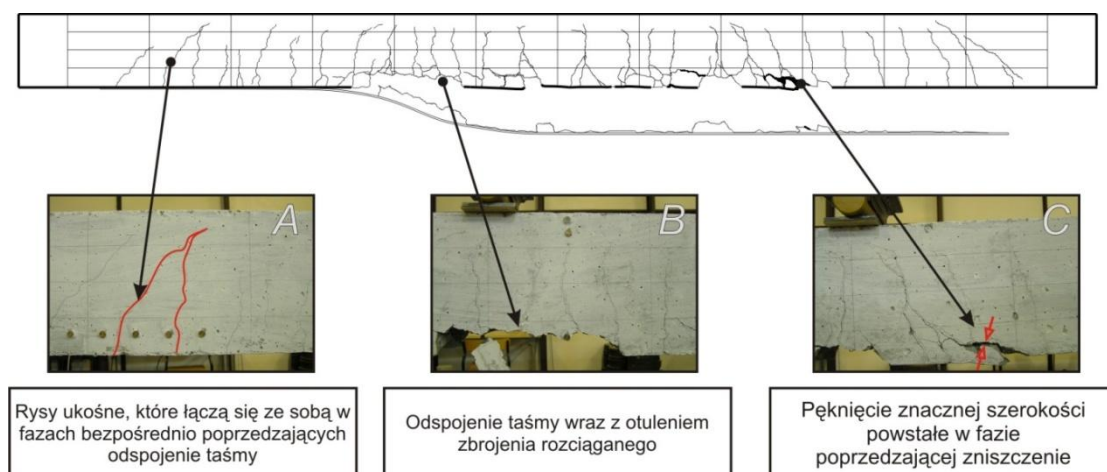 A
B
C
Rysy ukośne, które łączą się ze sobą w
fazach bezpośrednio poprzedzających
odspojenie taśmy
Odspojenie taśmy wraz z otuleniem
zbrojenia rozciąganego
Pęknięcie znacznej szerokości
powstałe w fazie
poprzedzającej zniszczenie